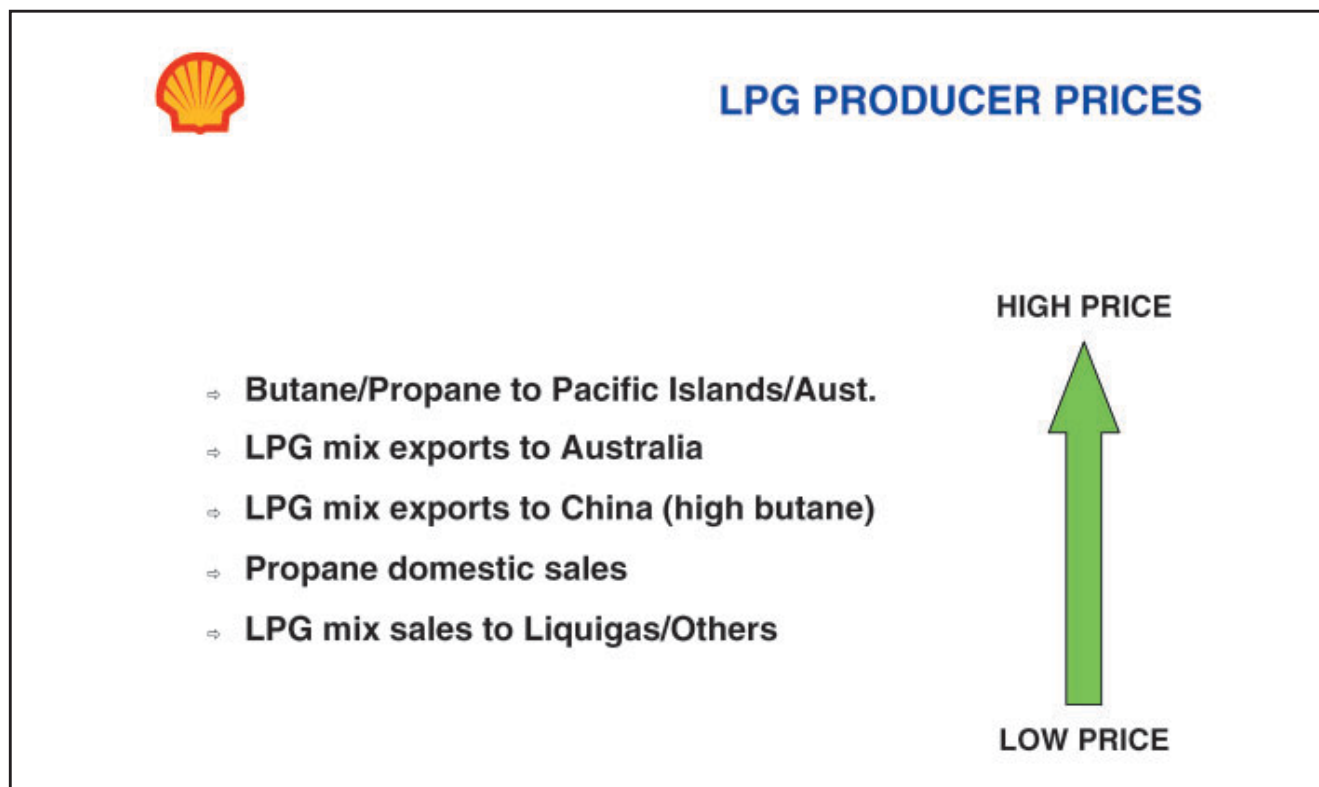 LPG PRODUCER PRICES
HIGH PRICE
⇨ Butane/Propane to Pacific Islands/Aust.
⇨ LPG mix exports to Australia
⇨ LPG mix exports to China (high butane)
⇨ Propane domestic sales
⇨ LPG mix sales to Liquigas/Others
LOW PRICE